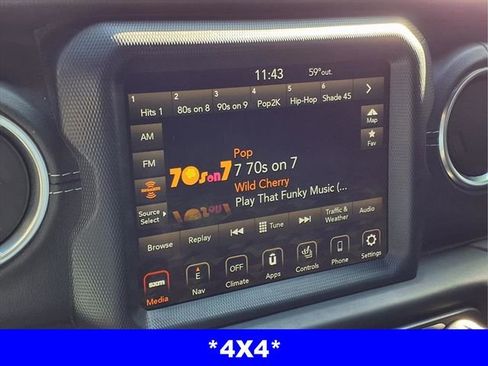 11:43 59°out.
1 2 3 4 5 6
Hits 1 80s on 8 90s on 9 Pop2K Hip-Hop Shade 45
AM
Map
FM
Fav
70s on 7
Pop
7 70s on 7
Wild Cherry
Play That Funky Music (...
Source
Select
Browse Replay Tune Traffic &
Weather Audio
sxm E OFF
Media Nav Climate Apps Controls Phone Settings
*4X4*